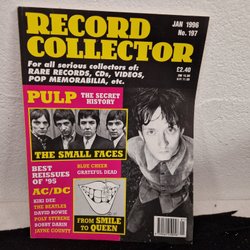 RECORD
COLLECTOR
JAN 1996
No. 197
For all serious collectors of:
RARE RECORDS, CDs, VIDEOS,
POP MEMORABILIA, etc.
£2.40
PULP THE SECRET
HISTORY
THE SMALL FACES
BEST
REISSUES
OF '95
AC/DC
KIKI DEE
THE BEATLES
DAVID BOWIE
POLY STYRENE
BOBBY DARIN
JAYNE COUNTY
BLUE CHEER
GRATEFUL DEAD
FROM SMILE
TO QUEEN